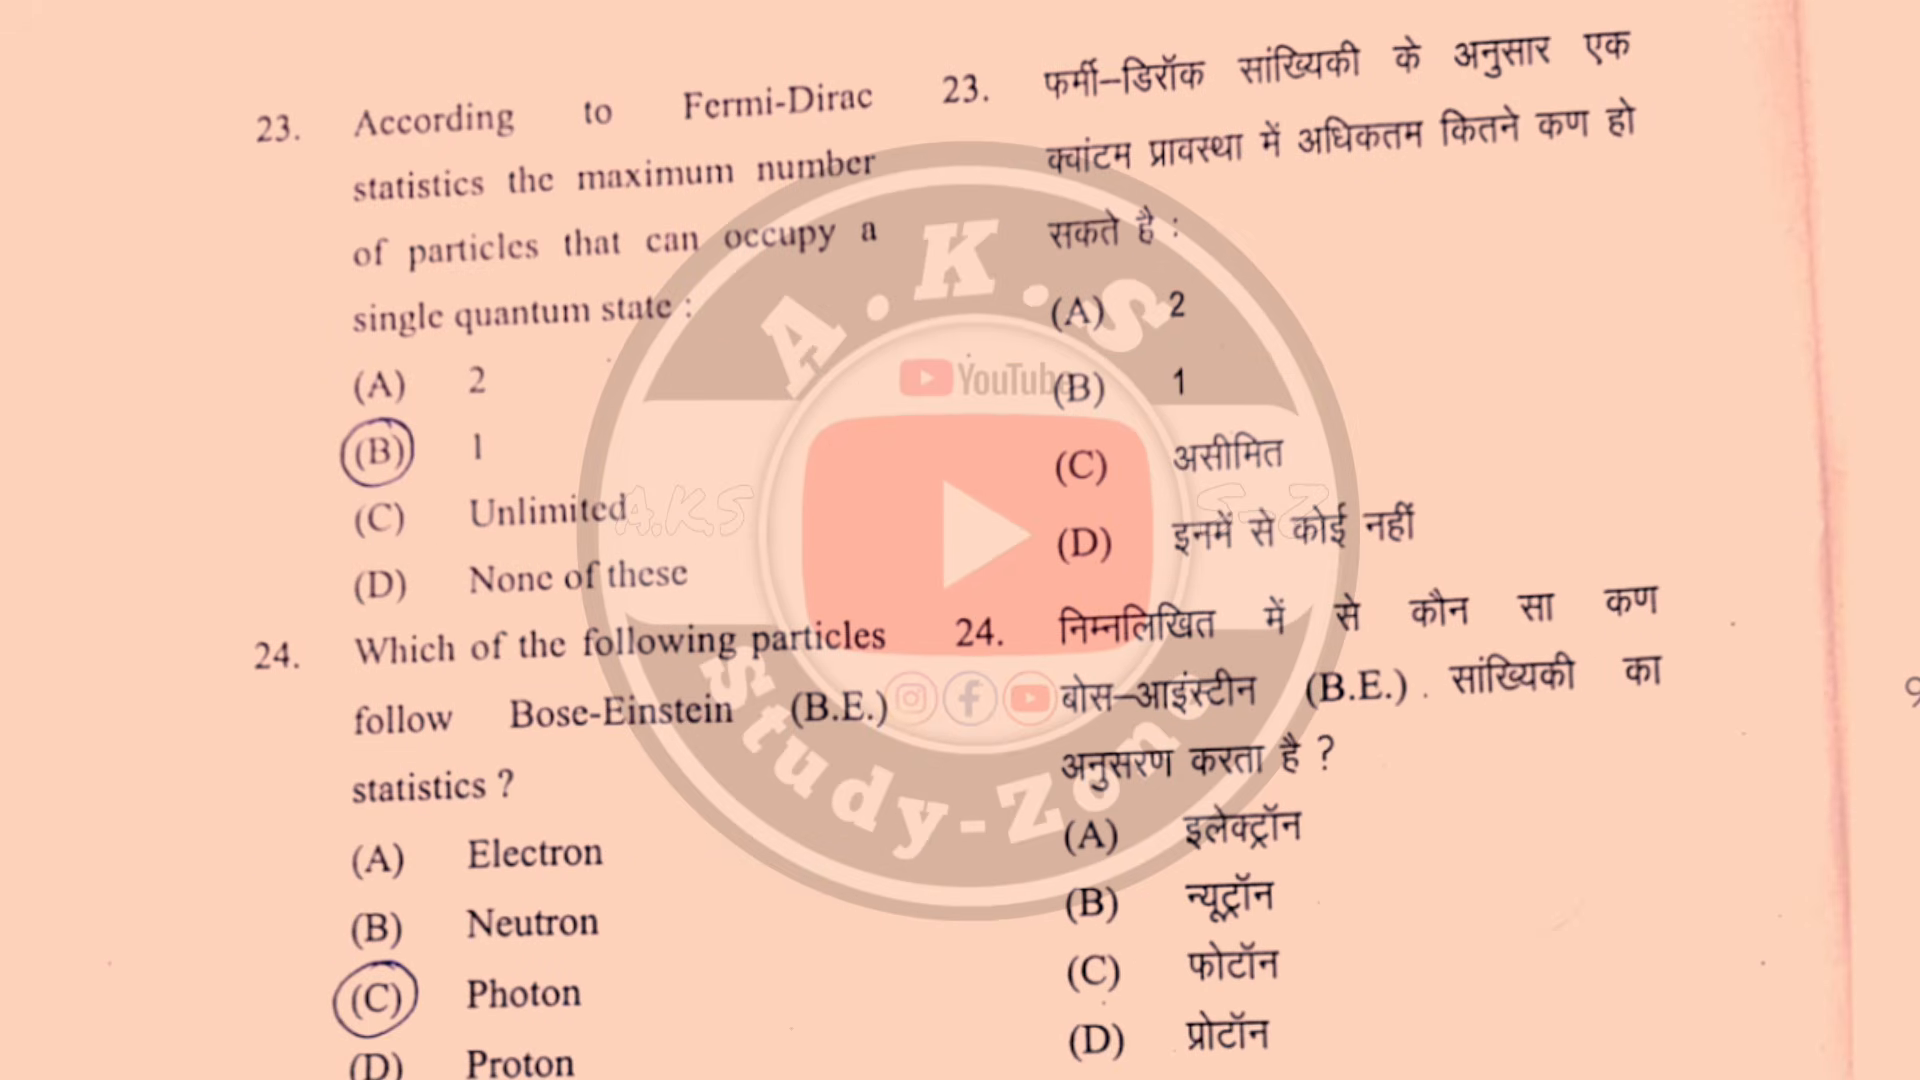 23. According to Fermi-Dirac
statistics the maximum number
of particles that can occupy a
single quantum state :
(A) 2
(B) 1
(C) Unlimited
(D) None of these
24. Which of the following particles
follow Bose-Einstein (B.E.)
statistics ?
(A) Electron
(B) Neutron
(C) Photon
(D) Proton
23. फर्मी–डिरॉक सांख्यिकी के अनुसार एक
क्वांटम प्रावस्था में अधिकतम कितने कण हो
सकते है :
(A) 2
(B) 1
(C) असीमित
(D) इनमें से कोई नहीं
24. निम्नलिखित में से कौन सा कण
बोस–आइंस्टीन (B.E.) . सांख्यिकी का
अनुसरण करता है ?
(A) इलेक्ट्रॉन
(B) न्यूट्रॉन
(C) फोटॉन
(D) प्रोटॉन
A.K.S
YouTube
A.K.S S-Z
Study-Zone
9